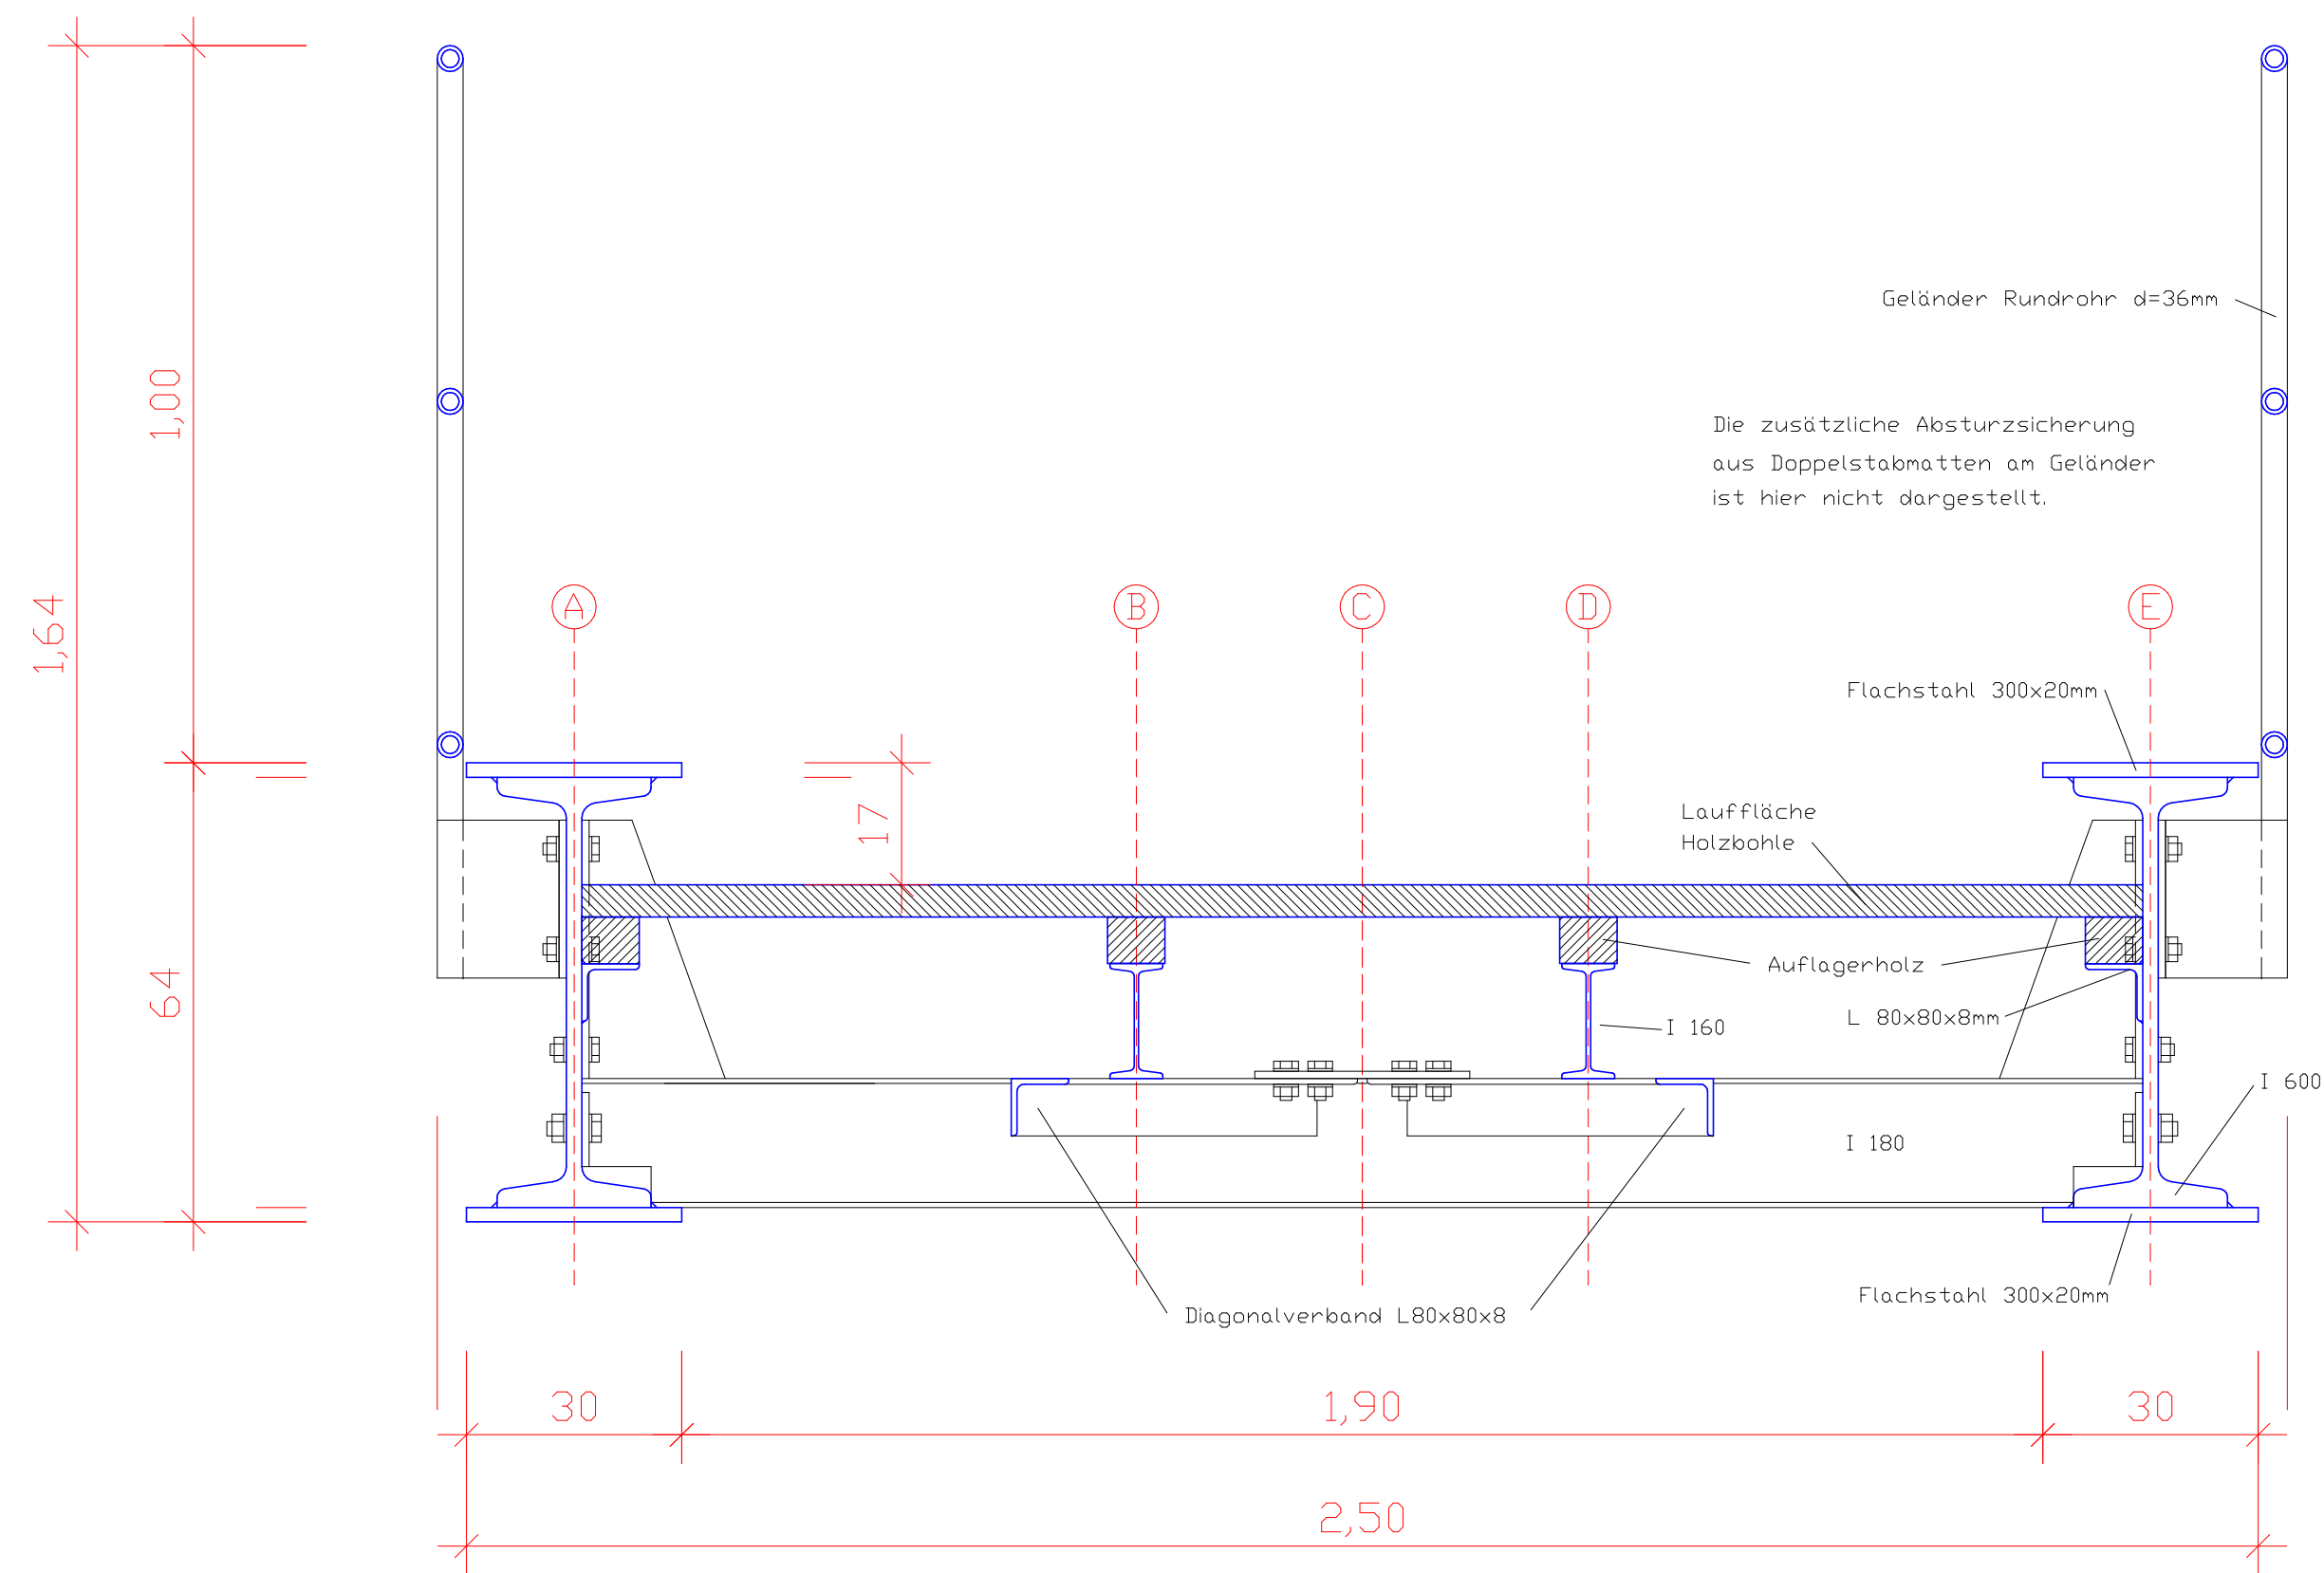 Geländer Rundrohr d=36mm
1,00
Die zusätzliche Absturzsicherung
aus Doppelstabmatten am Geländer
ist hier nicht dargestellt.
1,64
A
B
C
D
E
Flachstahl 300x20mm
17
Lauffläche
Holzbohle
Auflagerholz
64
L 80x80x8mm
I 160
I 600
I 180
Flachstahl 300x20mm
Diagonalverband L80x80x8
30
1,90
30
2,50